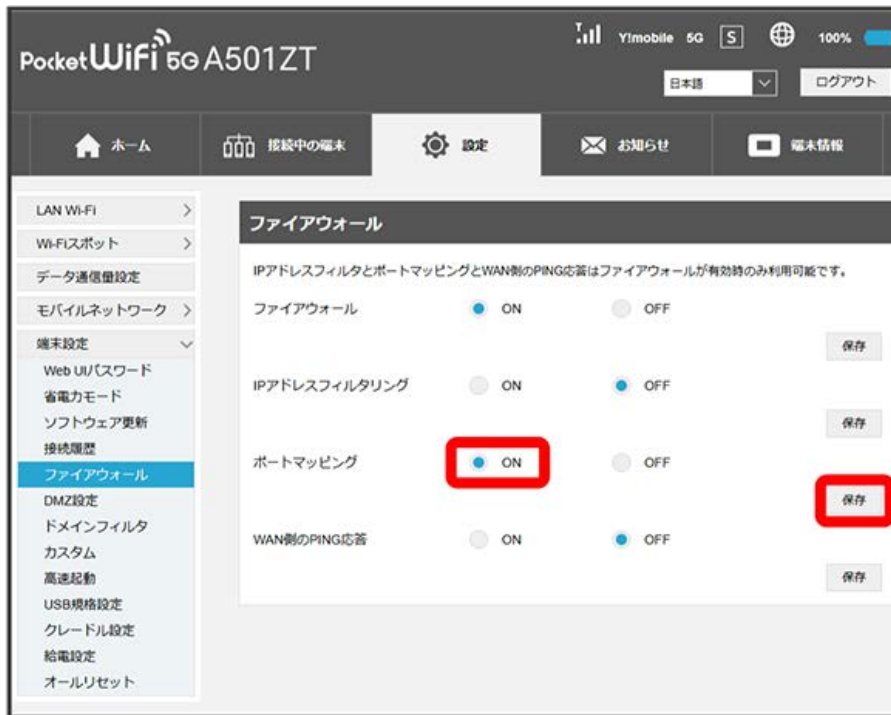 Pocket WiFi 5G A501ZT
Y!mobile 5G S 100%
日本語 ログアウト
ホーム 接続中の端末 設定 お知らせ 端末情報
LAN Wi-Fi
Wi-Fiスポット
データ通信量設定
モバイルネットワーク
端末設定
Web UIパスワード
省電力モード
ソフトウェア更新
接続履歴
ファイアウォール
DMZ設定
ドメインフィルタ
カスタム
高速起動
USB規格設定
クレードル設定
給電設定
オールリセット
ファイアウォール
IPアドレスフィルタとポートマッピングとWAN側のPING応答はファイアウォールが有効時のみ利用可能です。
ファイアウォール ON OFF
保存
IPアドレスフィルタリング ON OFF
保存
ポートマッピング ON OFF
保存
WAN側のPING応答 ON OFF
保存